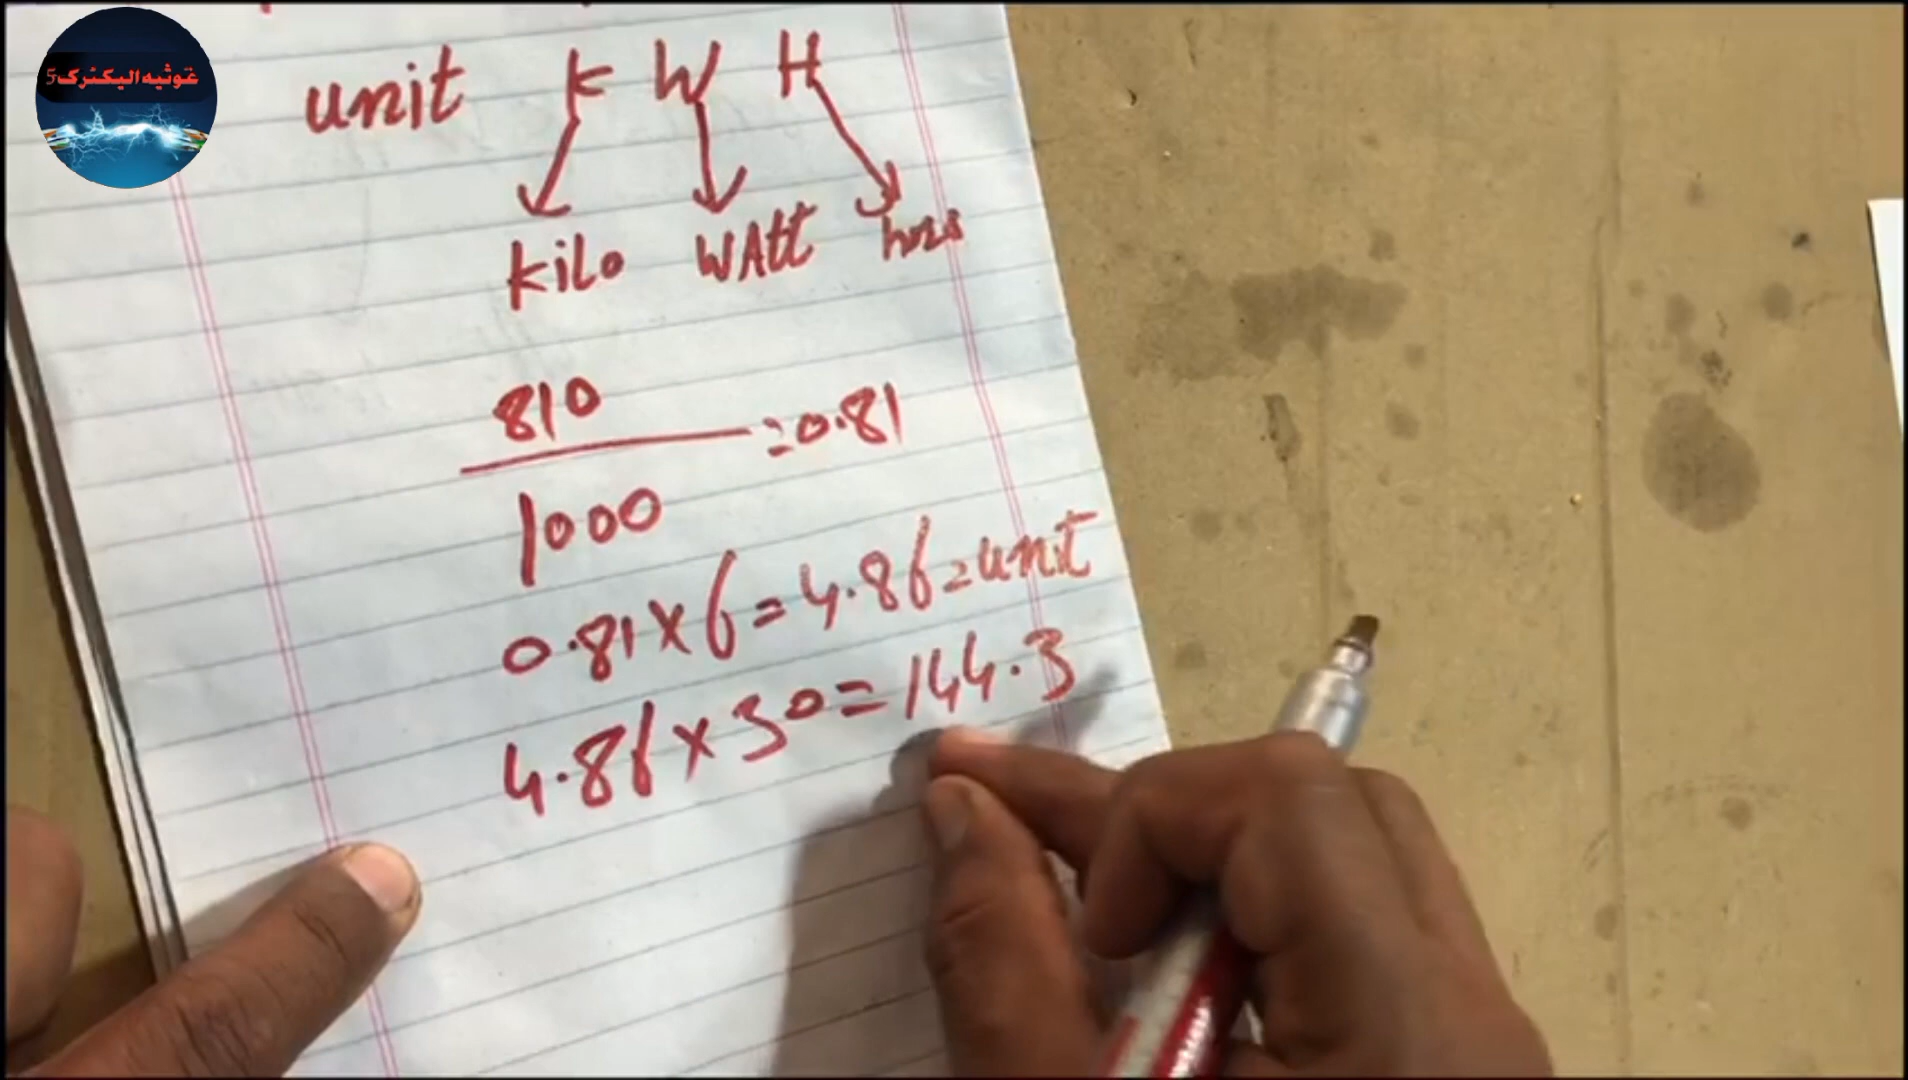 غوثیہ الیکٹرک
unit K W H
kilo WAtt hrs
810
=0.81
1000
0.81×6=4.86=unit
4.86×30=144.3